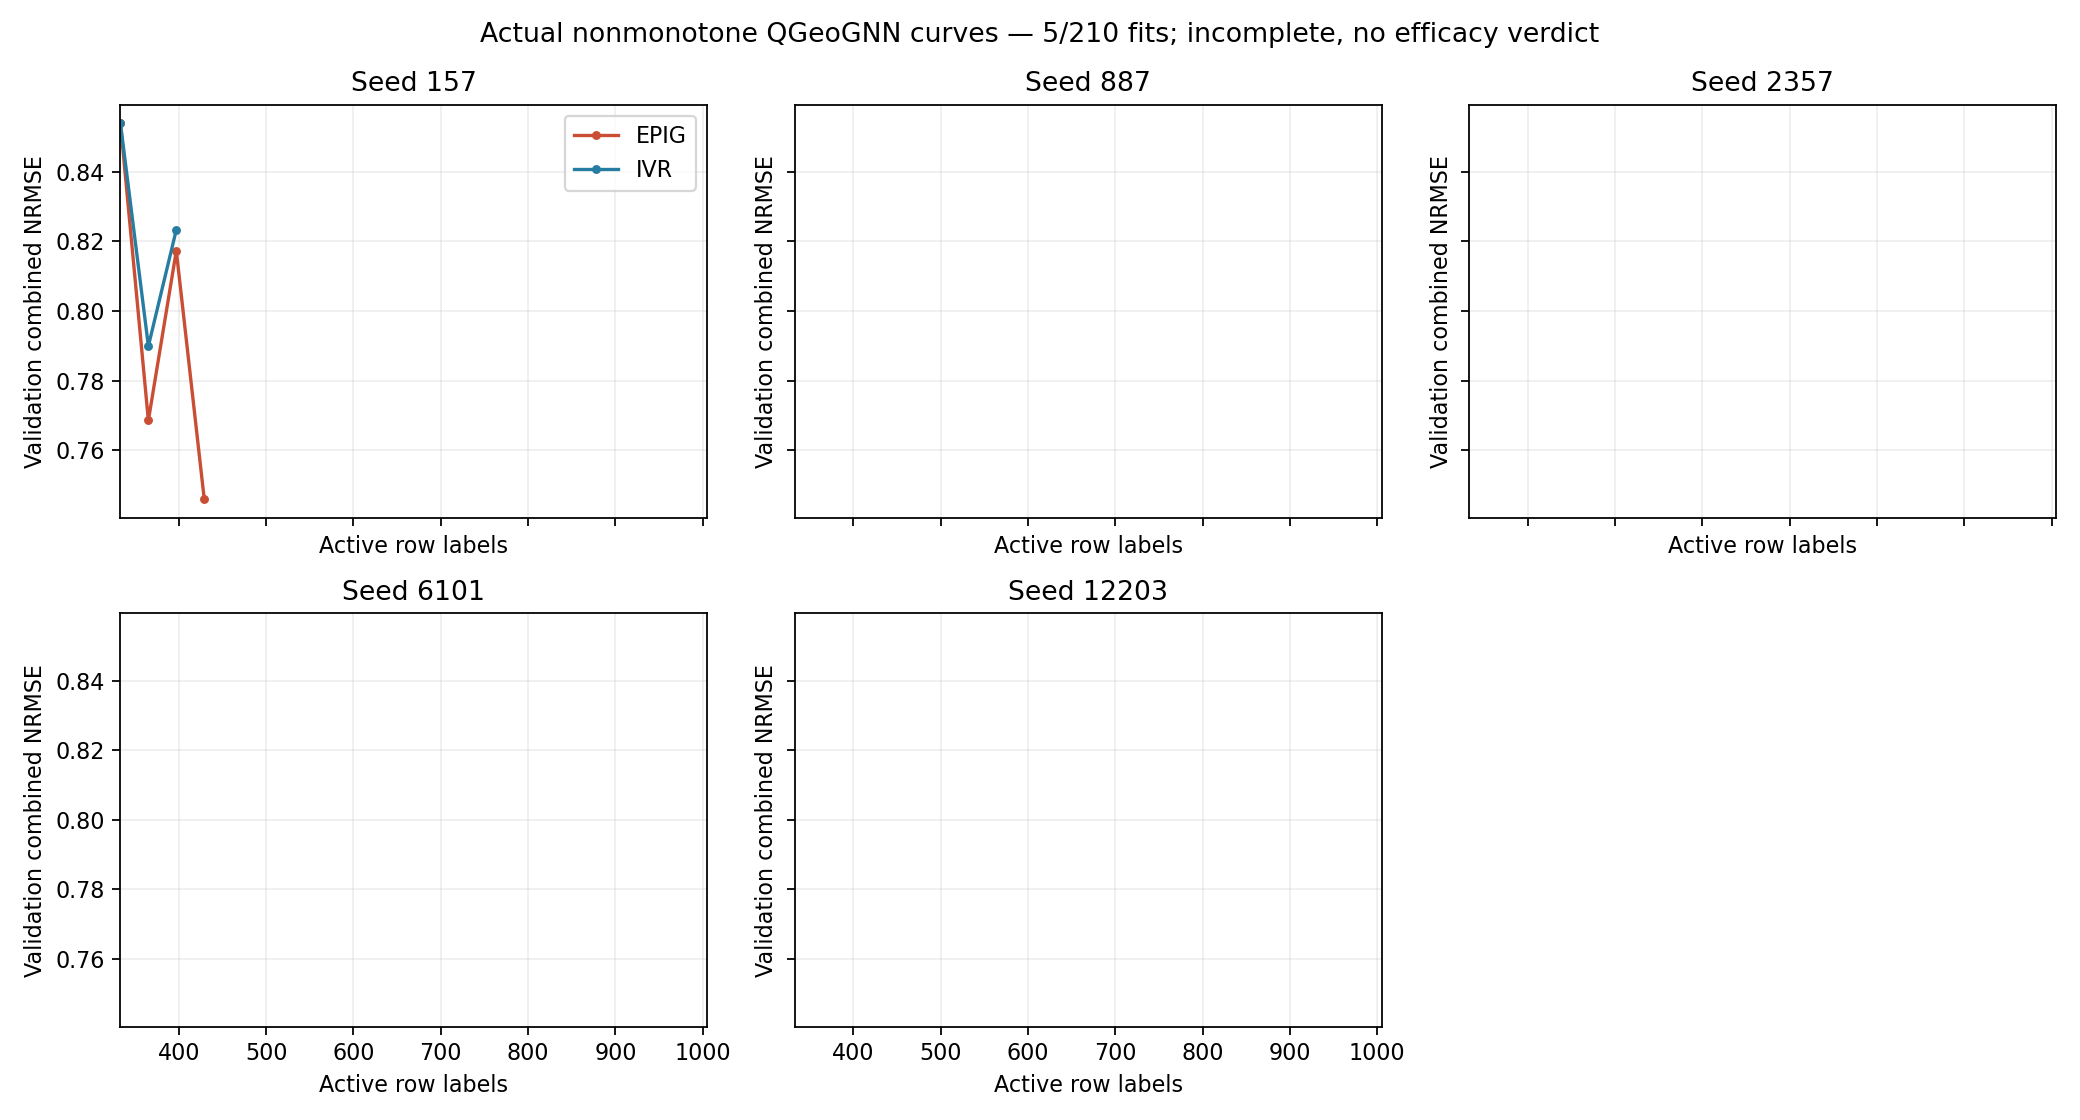 Actual nonmonotone QGeoGNN curves — 5/210 fits; incomplete, no efficacy verdict
Seed 157
Validation combined NRMSE
0.84
0.82
0.80
0.78
0.76
EPIG
IVR
Active row labels
Seed 887
Validation combined NRMSE
Active row labels
Seed 2357
Validation combined NRMSE
Active row labels
Seed 6101
Validation combined NRMSE
0.84
0.82
0.80
0.78
0.76
400 500 600 700 800 900 1000
Active row labels
Seed 12203
Validation combined NRMSE
400 500 600 700 800 900 1000
Active row labels